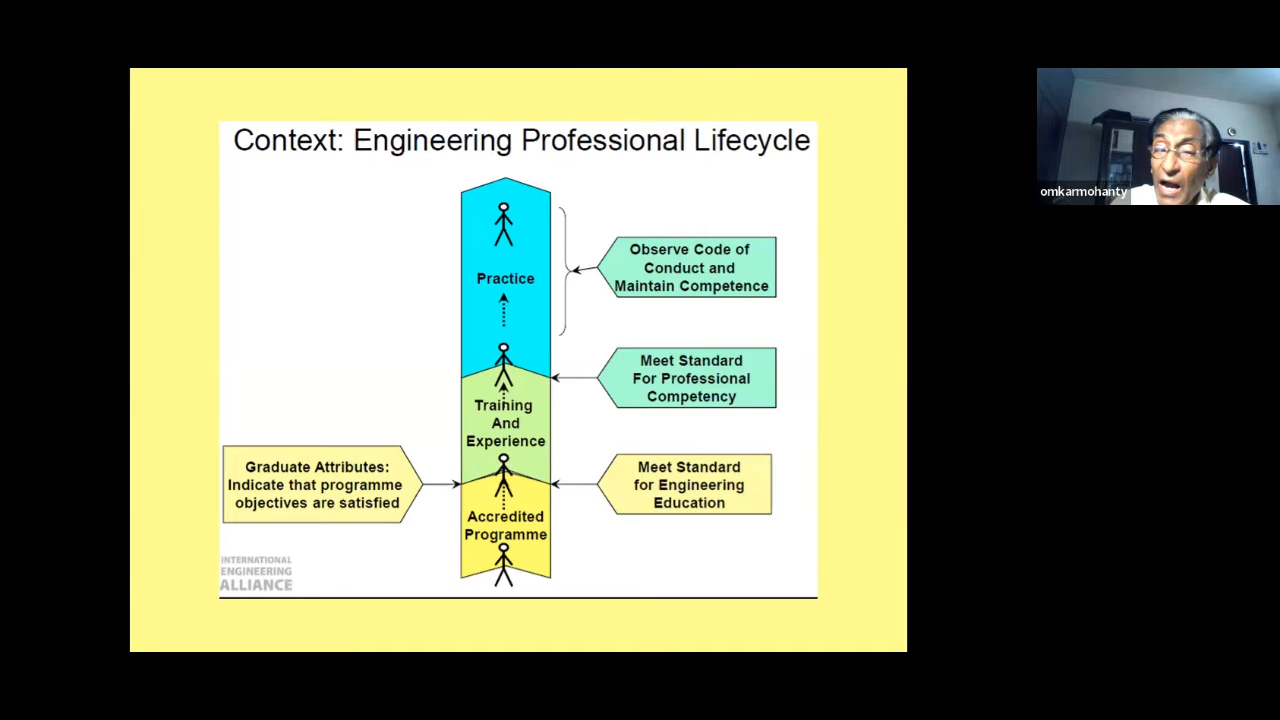 Context: Engineering Professional Lifecycle
Practice
Observe Code of
Conduct and
Maintain Competence
Meet Standard
For Professional
Competency
Training
And
Experience
Graduate Attributes:
Indicate that programme
objectives are satisfied
Meet Standard
for Engineering
Education
Accredited
Programme
INTERNATIONAL
ENGINEERING
ALLIANCE
omkarmohanty